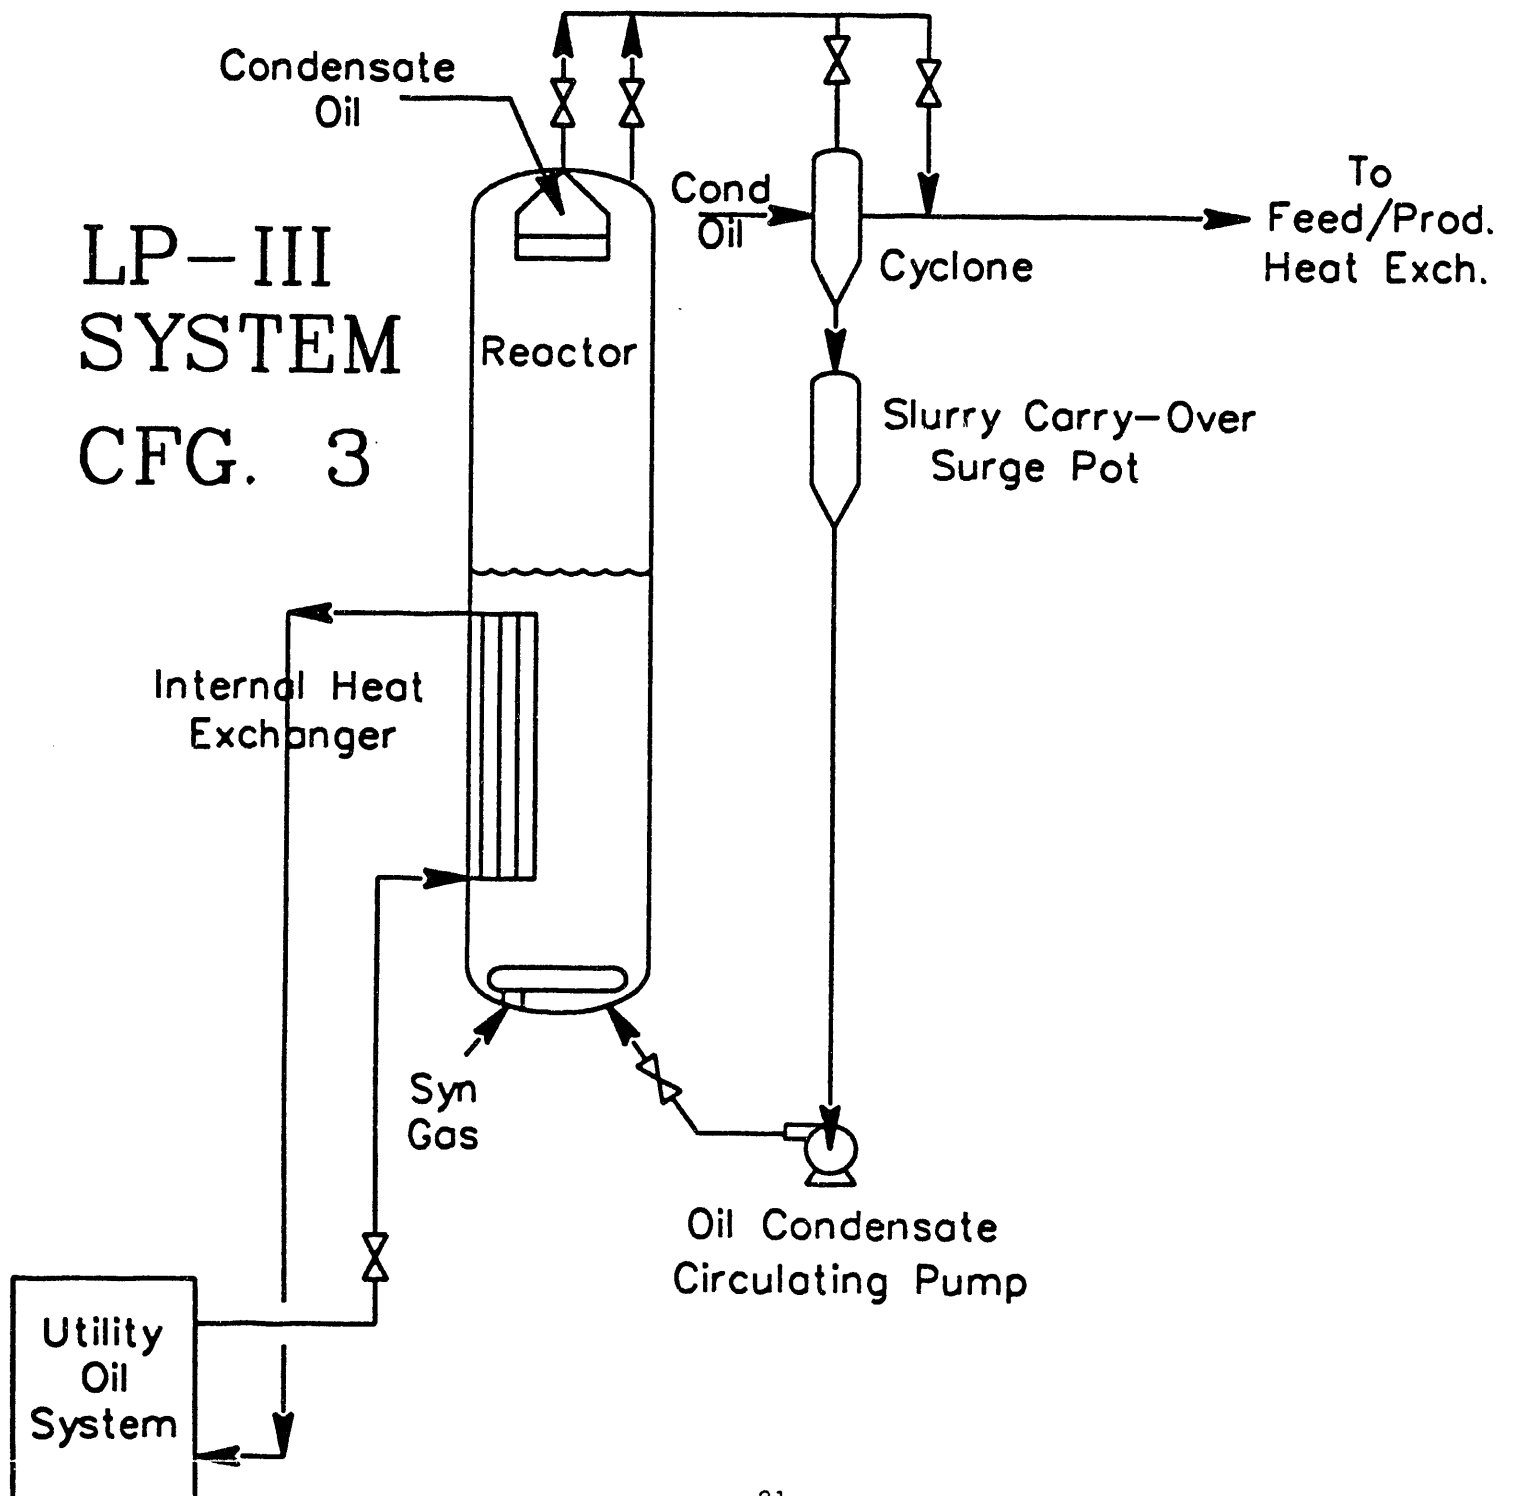 Condensate
Oil
LP-III
SYSTEM
CFG. 3
Cond
Oil
To
Feed/Prod.
Heat Exch.
Cyclone
Reactor
Slurry Carry-Over
Surge Pot
Internal Heat
Exchanger
Syn
Gas
Oil Condensate
Circulating Pump
Utility
Oil
System